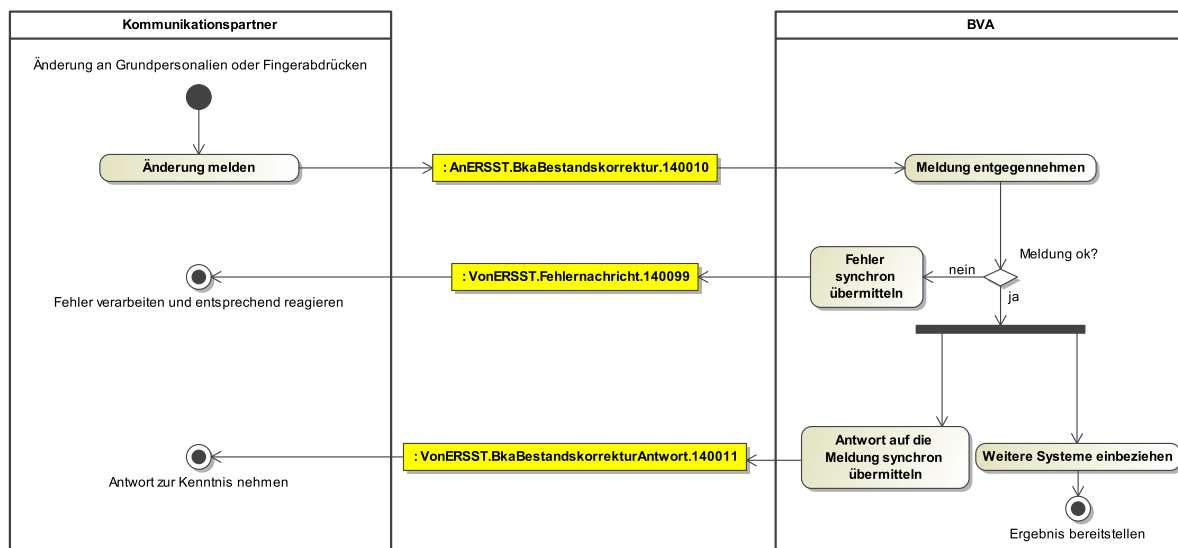 Kommunikationspartner
BVA
Änderung an Grundpersonalien oder Fingerabdrücken
Änderung melden
: AnERSST.BkaBestandskorrektur.140010
Meldung entgegennehmen
Meldung ok?
nein
ja
Fehler
synchron
übermitteln
: VonERSST.Fehlernachricht.140099
Fehler verarbeiten und entsprechend reagieren
Antwort auf die
Meldung synchron
übermitteln
Weitere Systeme einbeziehen
: VonERSST.BkaBestandskorrekturAntwort.140011
Antwort zur Kenntnis nehmen
Ergebnis bereitstellen